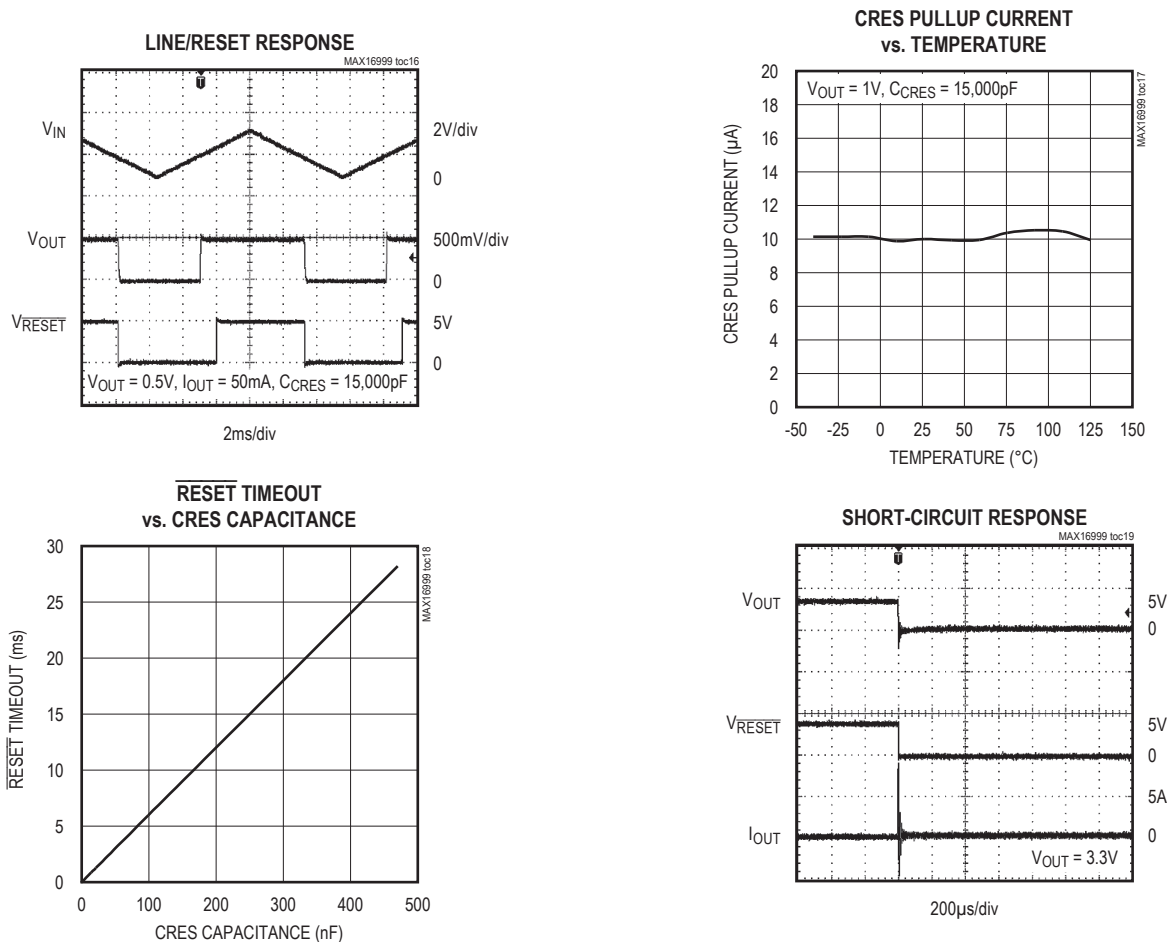 LINE/RESET RESPONSE
MAX16999 toc16
T
VIN
2V/div
0
VOUT
500mV/div
0
VRESET
5V
0
VOUT = 0.5V, IOUT = 50mA, CCRES = 15,000pF
2ms/div
CRES PULLUP CURRENT
vs. TEMPERATURE
MAX16999 toc17
VOUT = 1V, CCRES = 15,000pF
CRES PULLUP CURRENT (µA)
20
18
16
14
12
10
8
6
4
2
0
-50 -25 0 25 50 75 100 125 150
TEMPERATURE (°C)
RESET TIMEOUT
vs. CRES CAPACITANCE
MAX16999 toc18
RESET TIMEOUT (ms)
30
25
20
15
10
5
0
0 100 200 300 400 500
CRES CAPACITANCE (nF)
SHORT-CIRCUIT RESPONSE
MAX16999 toc19
T
VOUT
5V
0
VRESET
5V
0
5A
IOUT
0
VOUT = 3.3V
200µs/div